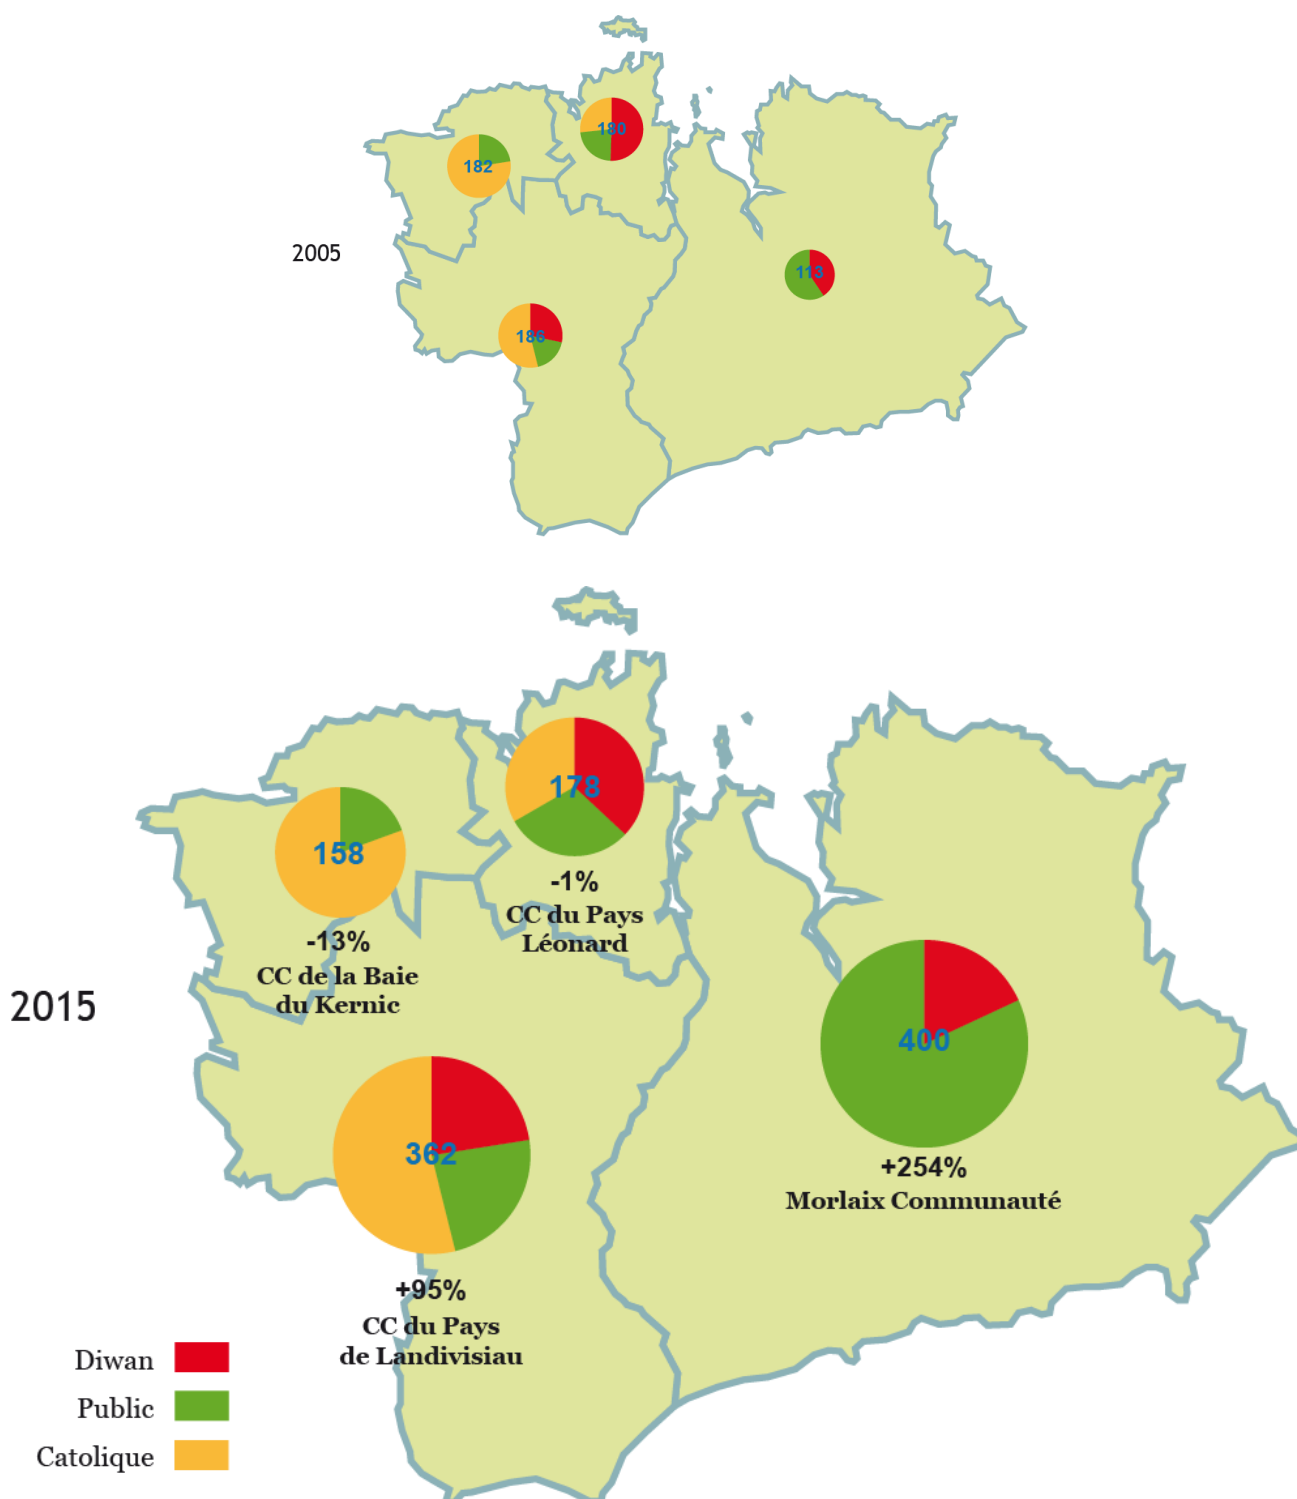 180
182
2005
113
186
178
158
-1%
CC du Pays
Léonard
-13%
CC de la Baie
du Kernic
2015
400
362
+254%
Morlaix Communauté
+95%
CC du Pays
de Landivisiau
Diwan
Public
Catolique